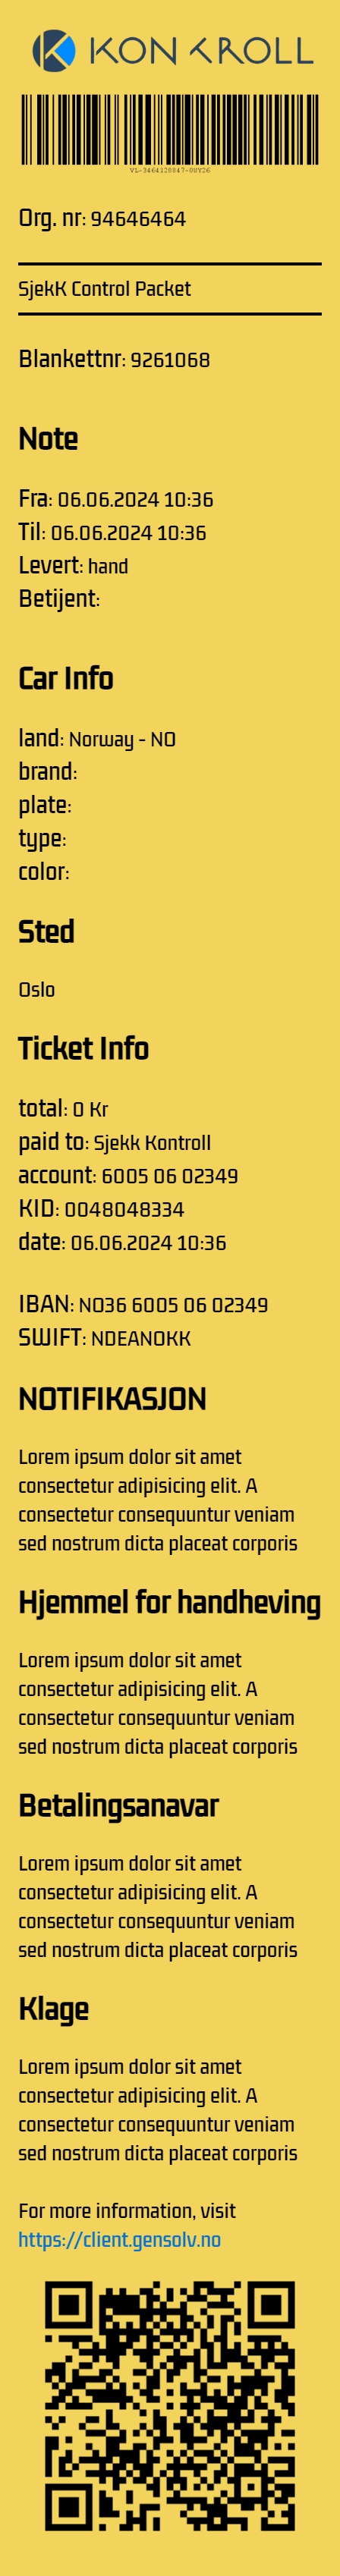 KONTROLL
VL-3464128847-0UY26
Org. nr: 94646464
SjekK Control Packet
Blankettnr: 9261068
Note
Fra: 06.06.2024 10:36
Til: 06.06.2024 10:36
Levert: hand
Betijent:
Car Info
land: Norway - NO
brand:
plate:
type:
color:
Sted
Oslo
Ticket Info
total: 0 Kr
paid to: Sjekk Kontroll
account: 6005 06 02349
KID: 0048048334
date: 06.06.2024 10:36
IBAN: NO36 6005 06 02349
SWIFT: NDEANOKK
NOTIFIKASJON
Lorem ipsum dolor sit amet
consectetur adipisicing elit. A
consectetur consequuntur veniam
sed nostrum dicta placeat corporis
Hjemmel for handheving
Lorem ipsum dolor sit amet
consectetur adipisicing elit. A
consectetur consequuntur veniam
sed nostrum dicta placeat corporis
Betalingsanavar
Lorem ipsum dolor sit amet
consectetur adipisicing elit. A
consectetur consequuntur veniam
sed nostrum dicta placeat corporis
Klage
Lorem ipsum dolor sit amet
consectetur adipisicing elit. A
consectetur consequuntur veniam
sed nostrum dicta placeat corporis
For more information, visit
https://client.gensolv.no